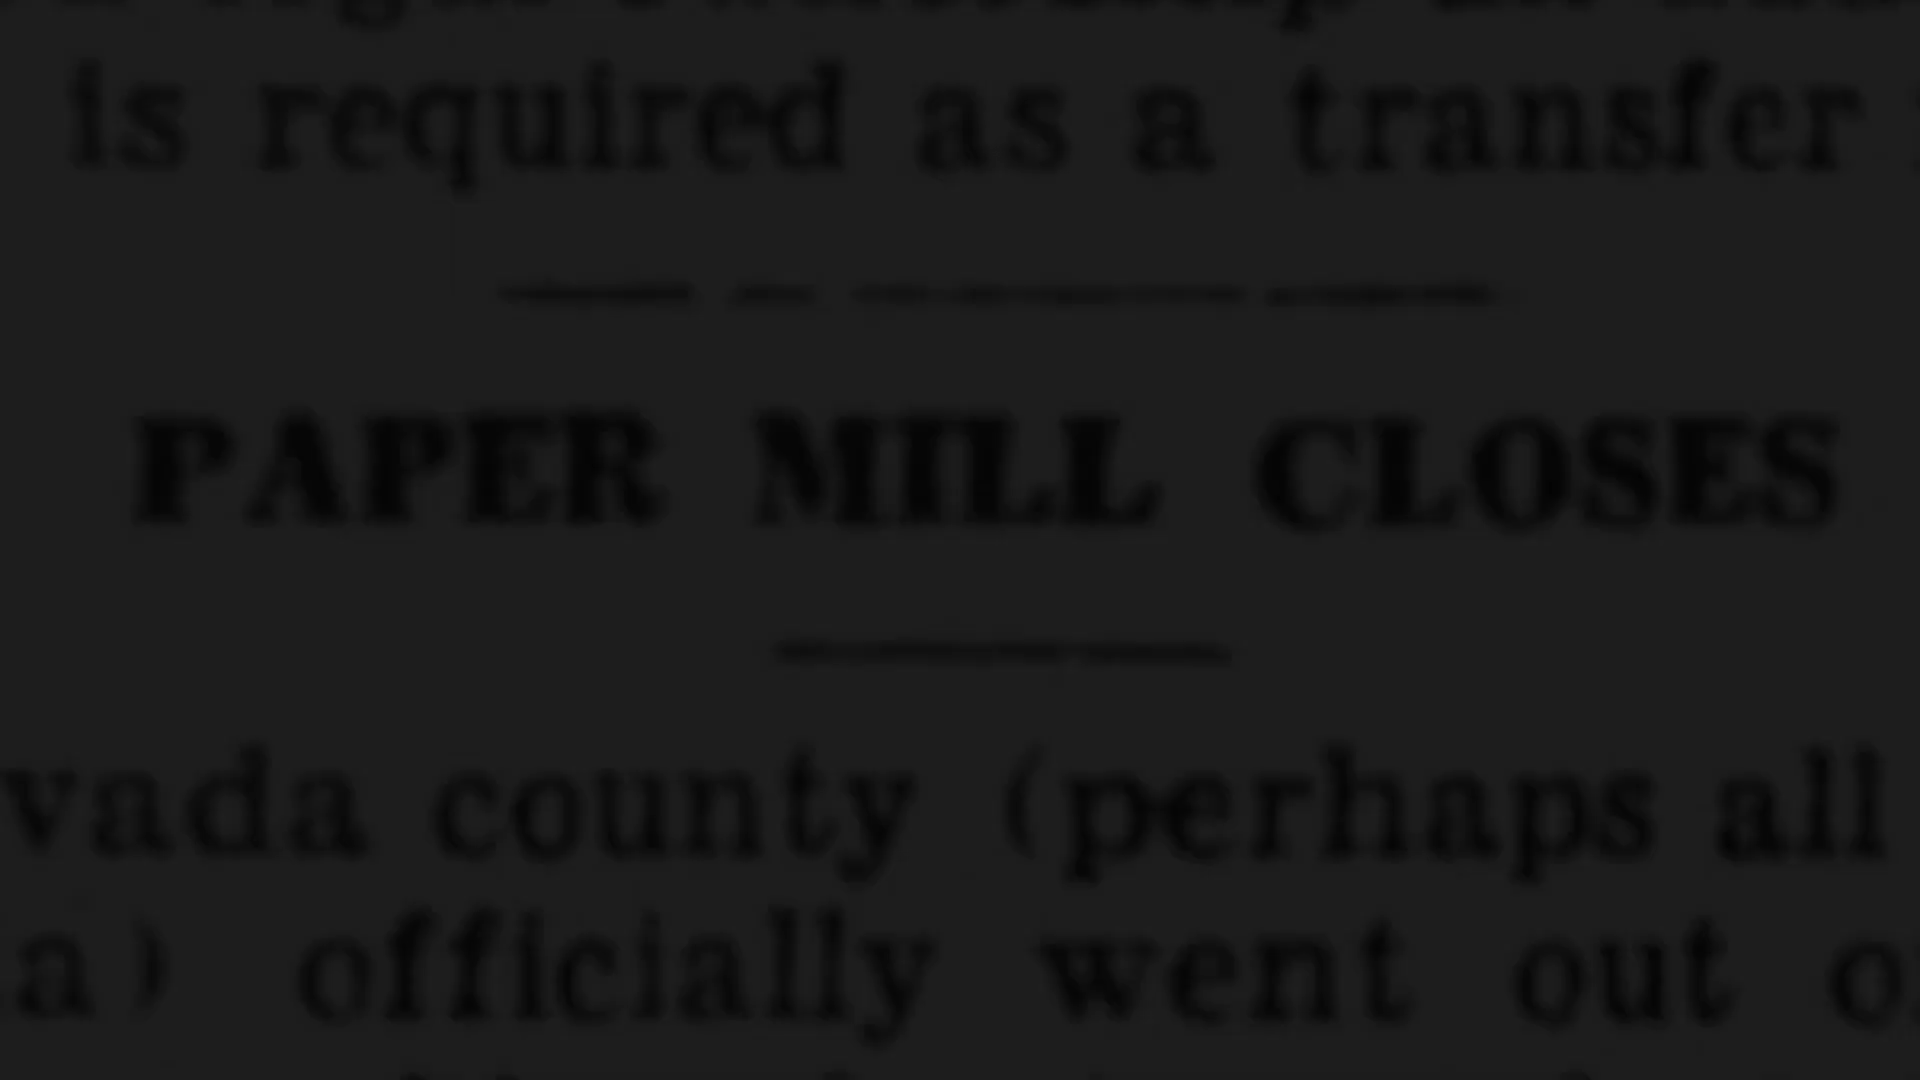 is required as a transfer
PAPER MILL CLOSES
vada county (perhaps all
a) officially went out